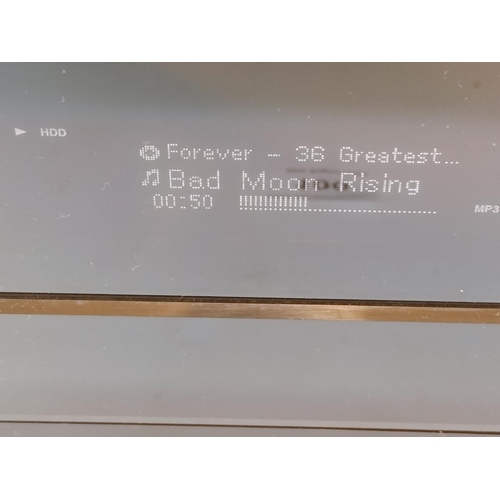 HDD
Forever - 36 Greatest...
Bad Moon Rising
00:50
MP3